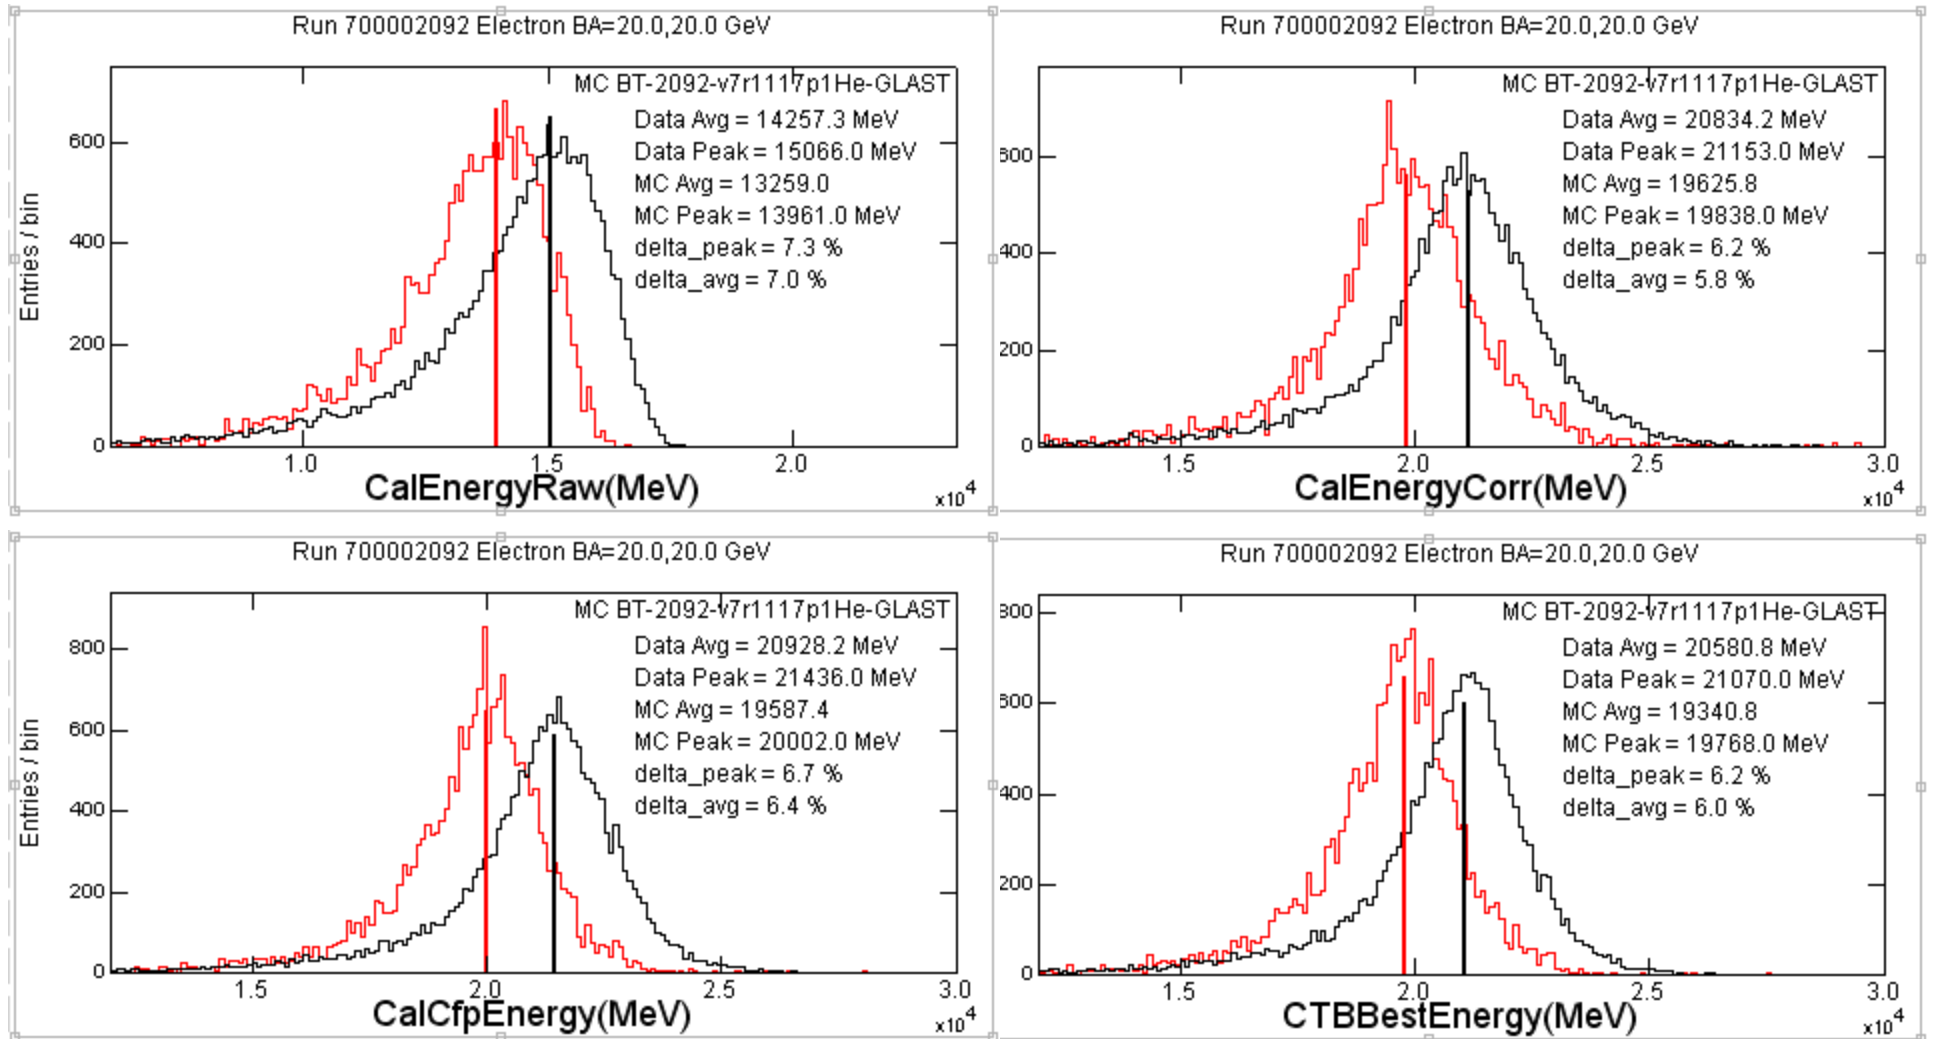 Run 700002092 Electron BA=20.0,20.0 GeV
MC BT-2092-v7r1117p1He-GLAST
Data Avg = 14257.3 MeV
Data Peak = 15066.0 MeV
MC Avg = 13259.0
MC Peak = 13961.0 MeV
delta_peak = 7.3 %
delta_avg = 7.0 %
Entries / bin
600
400
200
0
1.0 1.5 2.0
CalEnergyRaw(MeV)
x10^4
Run 700002092 Electron BA=20.0,20.0 GeV
MC BT-2092-v7r1117p1He-GLAST
Data Avg = 20834.2 MeV
Data Peak = 21153.0 MeV
MC Avg = 19625.8
MC Peak = 19838.0 MeV
delta_peak = 6.2 %
delta_avg = 5.8 %
600
400
200
0
1.5 2.0 2.5 3.0
CalEnergyCorr(MeV)
x10^4
Run 700002092 Electron BA=20.0,20.0 GeV
MC BT-2092-v7r1117p1He-GLAST
Data Avg = 20928.2 MeV
Data Peak = 21436.0 MeV
MC Avg = 19587.4
MC Peak = 20002.0 MeV
delta_peak = 6.7 %
delta_avg = 6.4 %
Entries / bin
800
600
400
200
0
1.5 2.0 2.5 3.0
CalCfpEnergy(MeV)
x10^4
Run 700002092 Electron BA=20.0,20.0 GeV
MC BT-2092-v7r1117p1He-GLAST
Data Avg = 20580.8 MeV
Data Peak = 21070.0 MeV
MC Avg = 19340.8
MC Peak = 19768.0 MeV
delta_peak = 6.2 %
delta_avg = 6.0 %
800
600
400
200
0
1.5 2.0 2.5 3.0
CTBBestEnergy(MeV)
x10^4